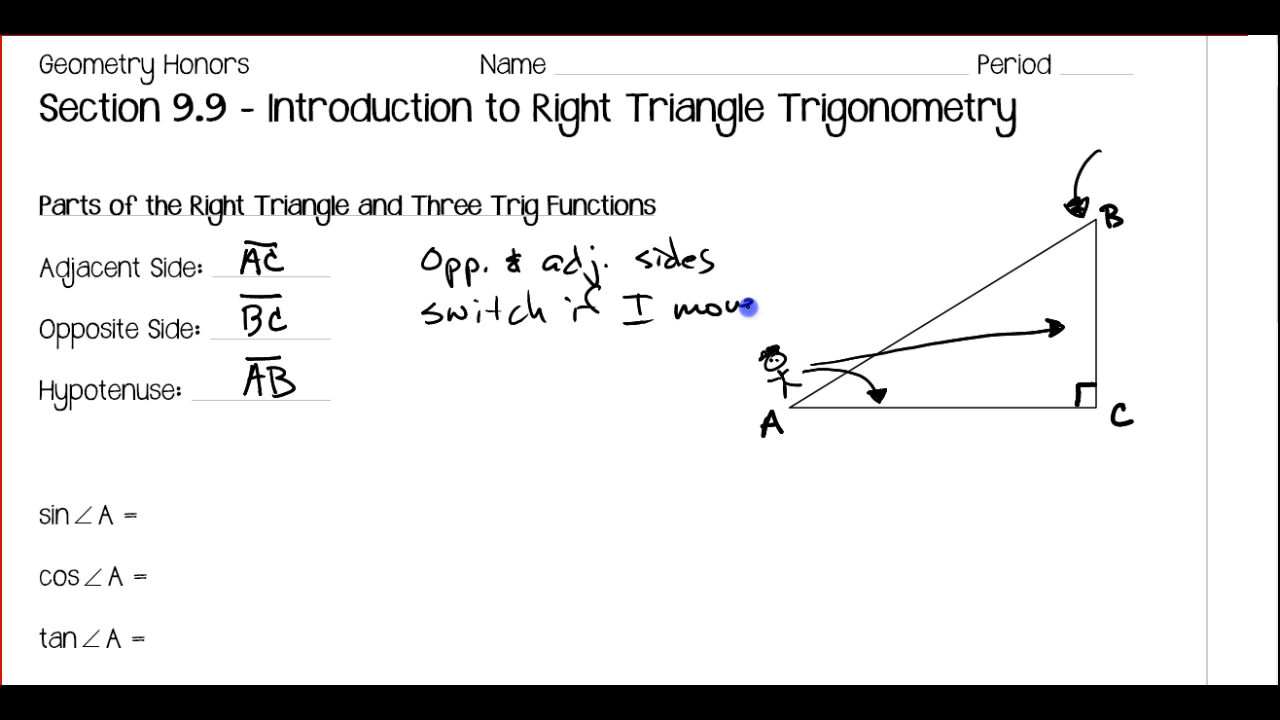 Geometry Honors Name Period
Section 9.9 - Introduction to Right Triangle Trigonometry
Parts of the Right Triangle and Three Trig Functions
B
Adjacent Side: AC
Opp. & adj. sides
Opposite Side: BC
switch if I mov
Hypotenuse: AB
A
C
sin∠A =
cos∠A =
tan∠A =